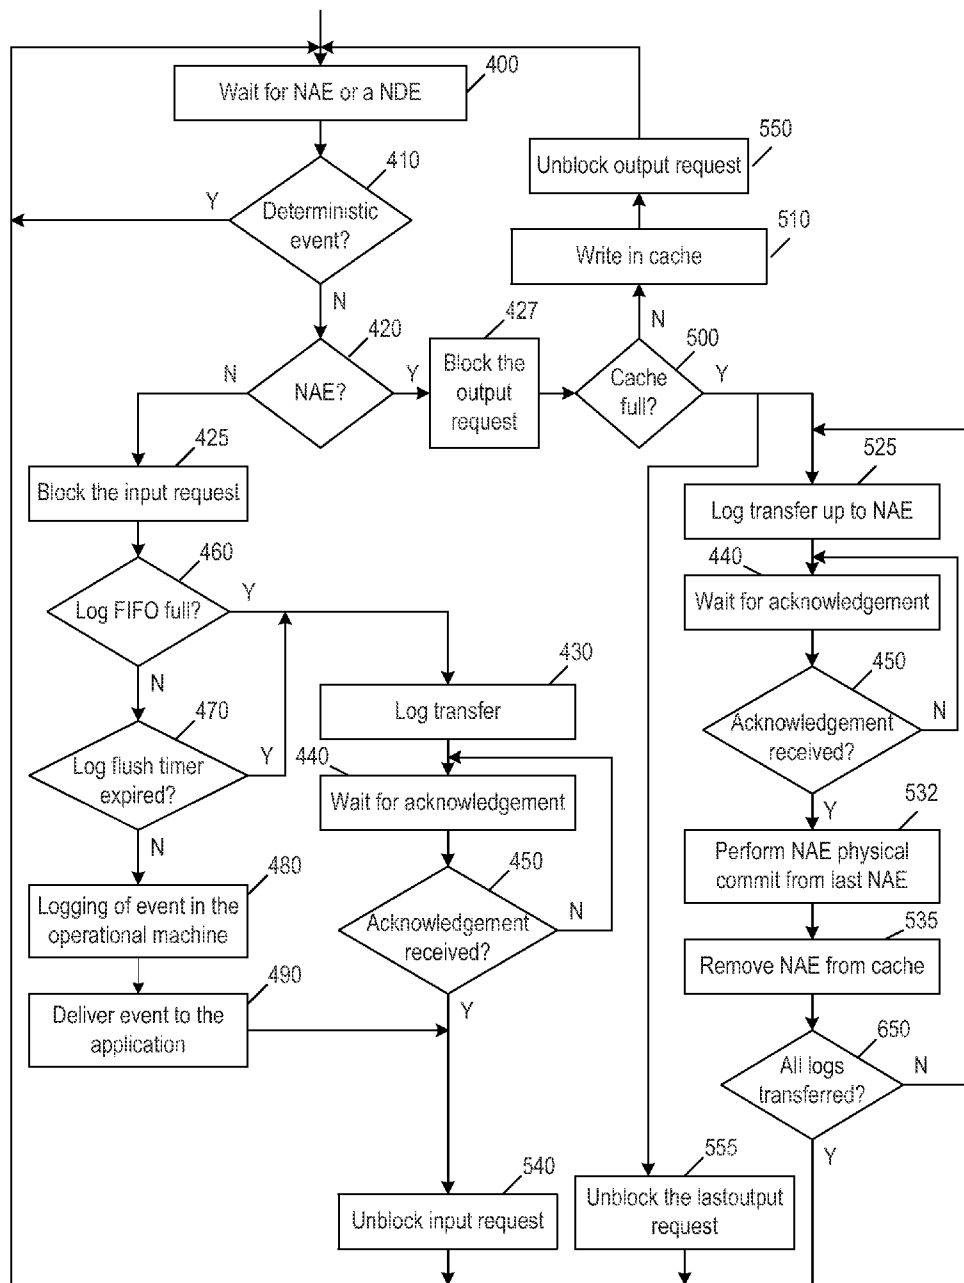 400
Wait for NAE or a NDE
410
Y
Deterministic
event?
N
550
Unblock output request
510
Write in cache
N
420
N
NAE?
Y
427
Block the
output
request
500
Cache
full?
Y
425
Block the input request
460
Log FIFO full?
Y
N
470
Log flush timer
expired?
Y
N
480
Logging of event in the
operational machine
490
Deliver event to the
application
430
Log transfer
440
Wait for acknowledgement
450
Acknowledgement
received?
N
Y
540
Unblock input request
525
Log transfer up to NAE
440
Wait for acknowledgement
450
Acknowledgement
received?
N
Y
532
Perform NAE physical
commit from last NAE
535
Remove NAE from cache
650
All logs
transferred?
N
Y
555
Unblock the lastoutput
request